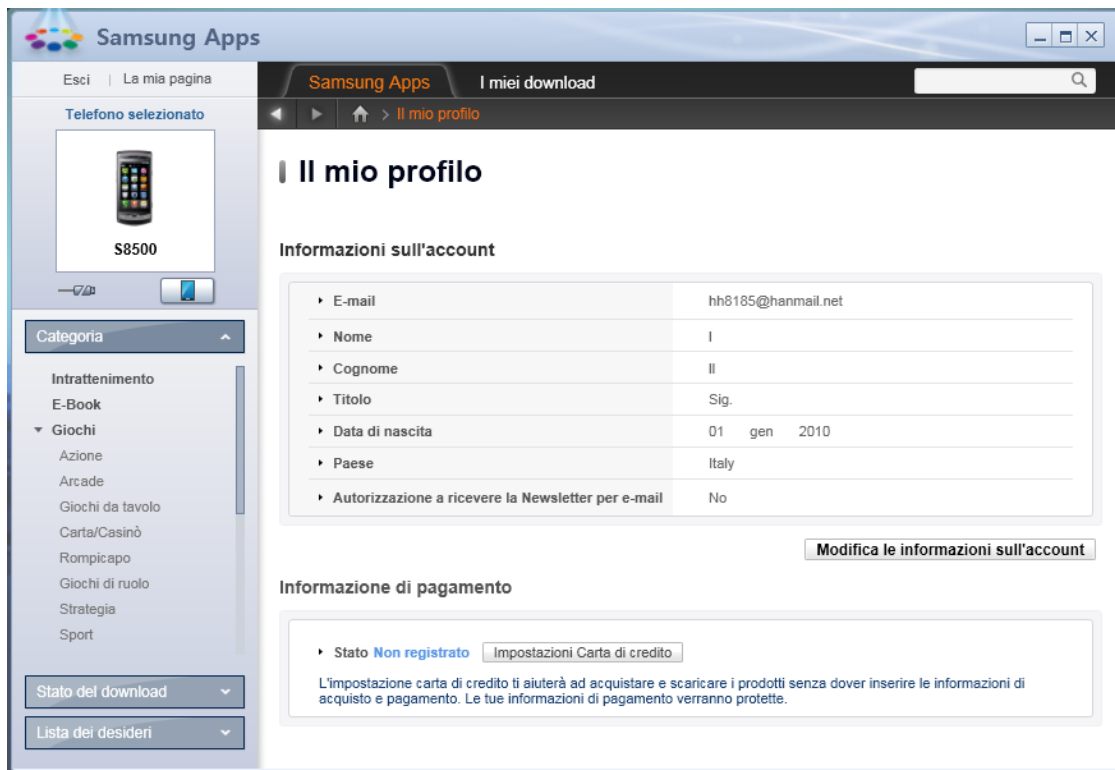 Samsung Apps
Esci | La mia pagina
Telefono selezionato
S8500
Categoria
Intrattenimento
E-Book
Giochi
Azione
Arcade
Giochi da tavolo
Carta/Casinò
Rompicapo
Giochi di ruolo
Strategia
Sport
Stato del download
Lista dei desideri
Samsung Apps I miei download
> Il mio profilo
Il mio profilo
Informazioni sull'account
E-mail hh8185@hanmail.net
Nome I
Cognome Il
Titolo Sig.
Data di nascita 01 gen 2010
Paese Italy
Autorizzazione a ricevere la Newsletter per e-mail No
Modifica le informazioni sull'account
Informazione di pagamento
Stato Non registrato Impostazioni Carta di credito
L'impostazione carta di credito ti aiuterà ad acquistare e scaricare i prodotti senza dover inserire le informazioni di
acquisto e pagamento. Le tue informazioni di pagamento verranno protette.